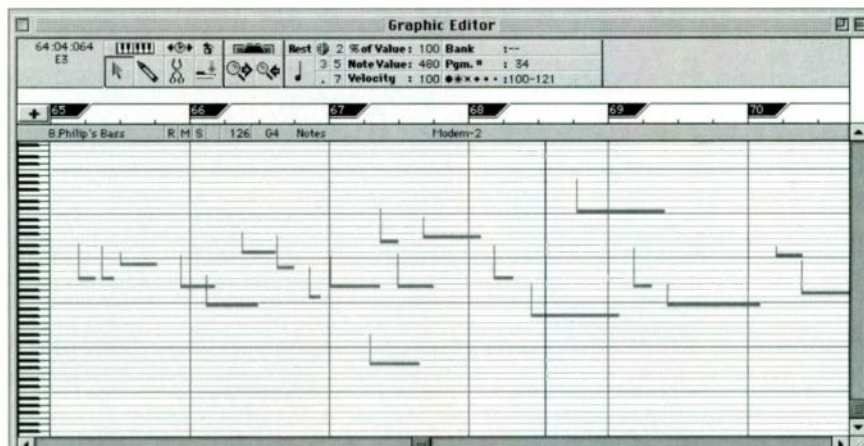 Graphic Editor
64:04:064
E3
Rest 2 % of Value: 100 Bank :--
3 5 Note Value: 480 Pgm. # : 34
. 7 Velocity : 100 :100-121
65 66 67 68 69 70
8.Philip's Bass R M S 126 G4 Notes Modem-2